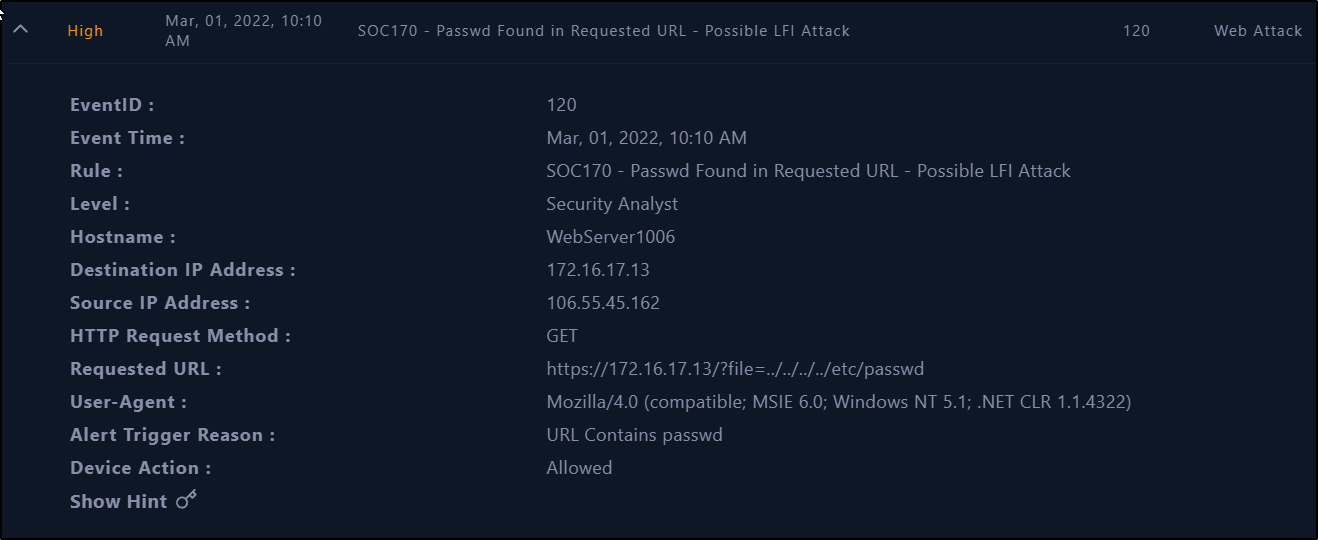 High Mar, 01, 2022, 10:10 AM SOC170 - Passwd Found in Requested URL - Possible LFI Attack 120 Web Attack
EventID : 120
Event Time : Mar, 01, 2022, 10:10 AM
Rule : SOC170 - Passwd Found in Requested URL - Possible LFI Attack
Level : Security Analyst
Hostname : WebServer1006
Destination IP Address : 172.16.17.13
Source IP Address : 106.55.45.162
HTTP Request Method : GET
Requested URL : https://172.16.17.13/?file=../../../../etc/passwd
User-Agent : Mozilla/4.0 (compatible; MSIE 6.0; Windows NT 5.1; .NET CLR 1.1.4322)
Alert Trigger Reason : URL Contains passwd
Device Action : Allowed
Show Hint